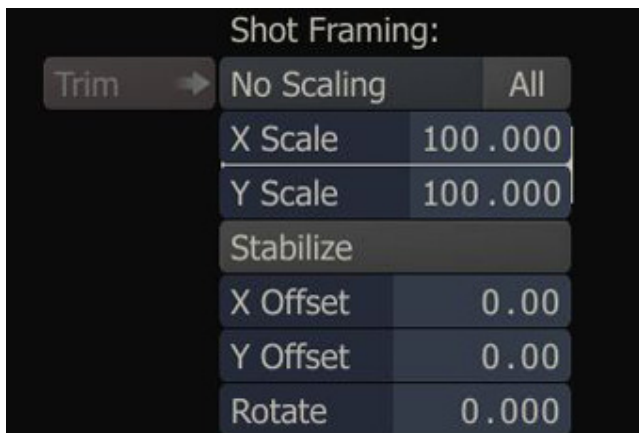 Shot Framing:
Trim No Scaling All
X Scale 100.000
Y Scale 100.000
Stabilize
X Offset 0.00
Y Offset 0.00
Rotate 0.000